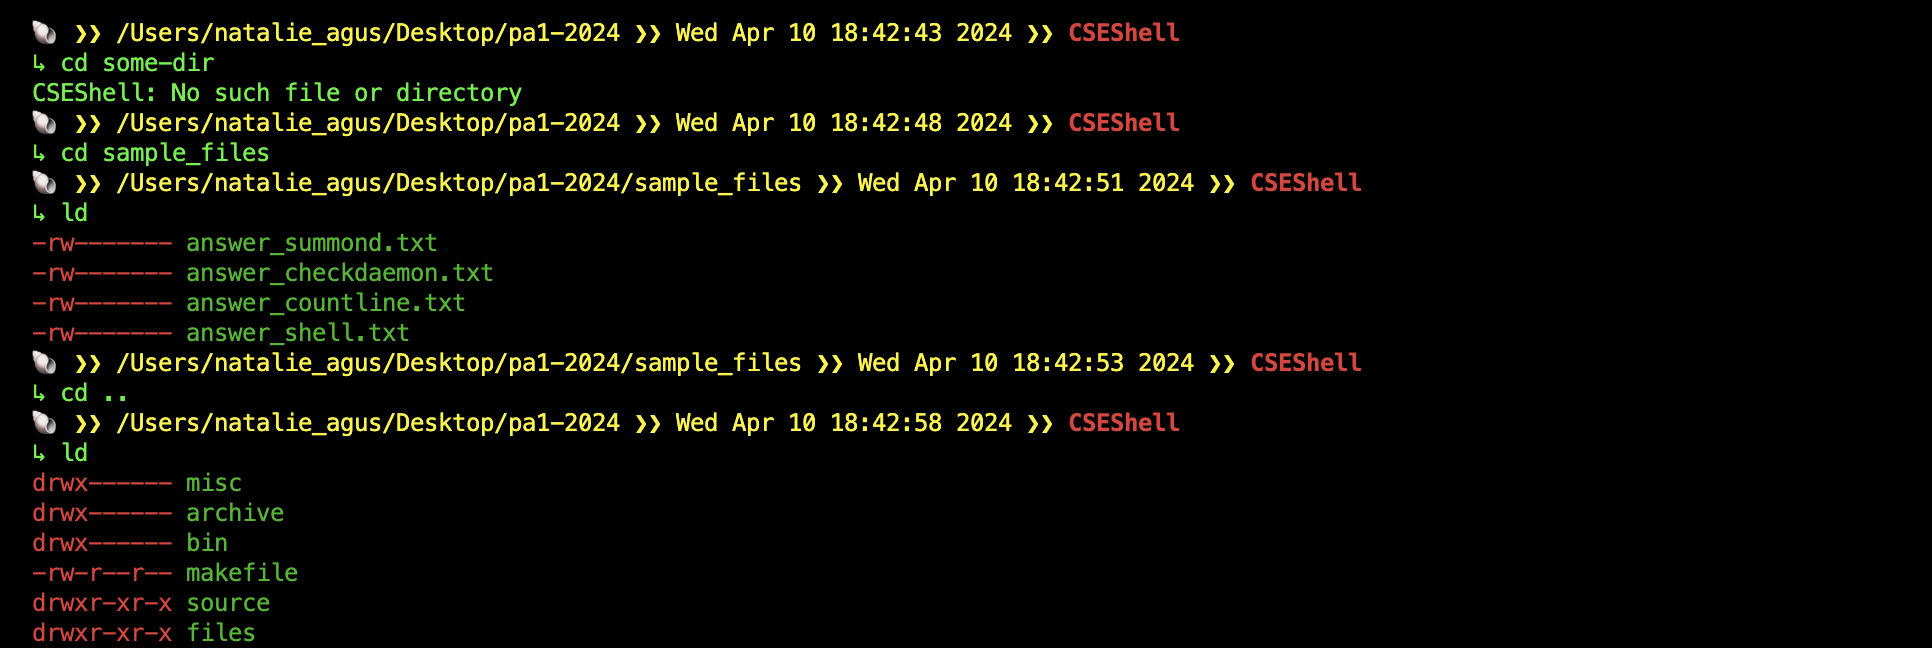 🐚 ❯❯ /Users/natalie_agus/Desktop/pa1-2024 ❯❯ Wed Apr 10 18:42:43 2024 ❯❯ CSEShell
↳ cd some-dir
CSEShell: No such file or directory
🐚 ❯❯ /Users/natalie_agus/Desktop/pa1-2024 ❯❯ Wed Apr 10 18:42:48 2024 ❯❯ CSEShell
↳ cd sample_files
🐚 ❯❯ /Users/natalie_agus/Desktop/pa1-2024/sample_files ❯❯ Wed Apr 10 18:42:51 2024 ❯❯ CSEShell
↳ ld
-rw------- answer_summond.txt
-rw------- answer_checkdaemon.txt
-rw------- answer_countline.txt
-rw------- answer_shell.txt
🐚 ❯❯ /Users/natalie_agus/Desktop/pa1-2024/sample_files ❯❯ Wed Apr 10 18:42:53 2024 ❯❯ CSEShell
↳ cd ..
🐚 ❯❯ /Users/natalie_agus/Desktop/pa1-2024 ❯❯ Wed Apr 10 18:42:58 2024 ❯❯ CSEShell
↳ ld
drwx------ misc
drwx------ archive
drwx------ bin
-rw-r--r-- makefile
drwxr-xr-x source
drwxr-xr-x files